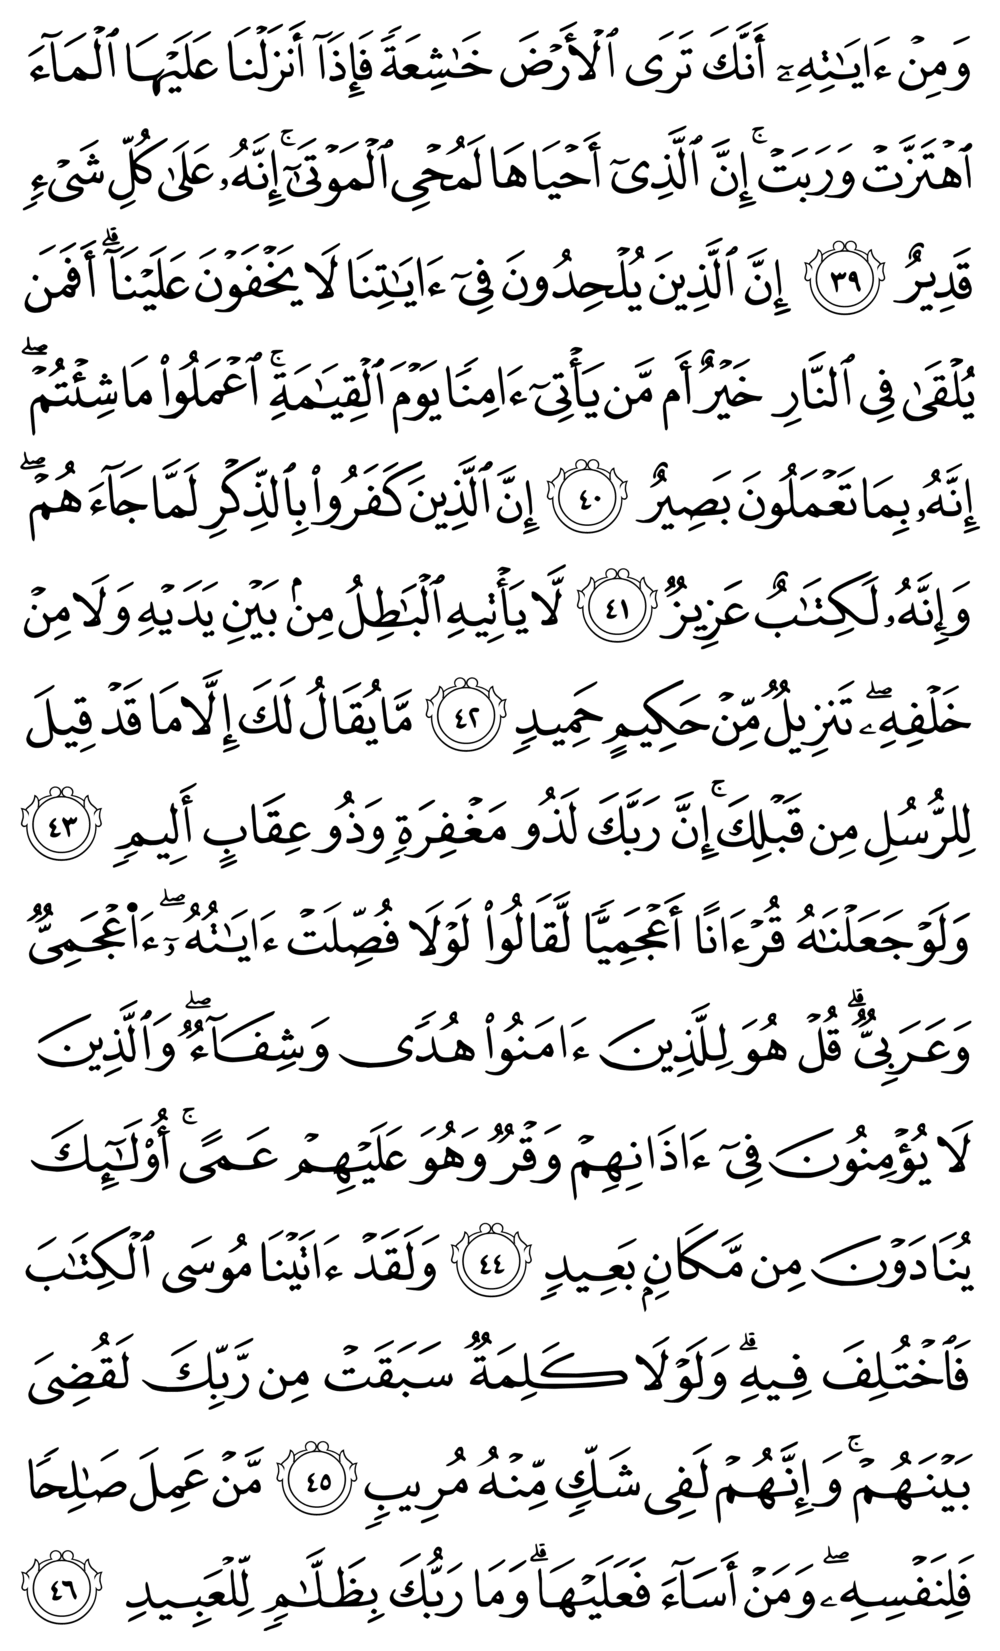 وَمِنْ ءَايَـٰتِهِۦٓ أَنَّكَ تَرَى ٱلْأَرْضَ خَـٰشِعَةً فَإِذَآ أَنزَلْنَا عَلَيْهَا ٱلْمَآءَ
ٱهْتَزَّتْ وَرَبَتْ ۚ إِنَّ ٱلَّذِىٓ أَحْيَاهَا لَمُحْىِ ٱلْمَوْتَىٰٓ ۚ إِنَّهُۥ عَلَىٰ كُلِّ شَىْءٍ
قَدِيرٌ ٣٩ إِنَّ ٱلَّذِينَ يُلْحِدُونَ فِىٓ ءَايَـٰتِنَا لَا يَخْفَوْنَ عَلَيْنَآ ۗ أَفَمَن
يُلْقَىٰ فِى ٱلنَّارِ خَيْرٌ أَم مَّن يَأْتِىٓ ءَامِنًا يَوْمَ ٱلْقِيَـٰمَةِ ۚ ٱعْمَلُوا۟ مَا شِئْتُمْ ۖ
إِنَّهُۥ بِمَا تَعْمَلُونَ بَصِيرٌ ٤٠ إِنَّ ٱلَّذِينَ كَفَرُوا۟ بِٱلذِّكْرِ لَمَّا جَآءَهُمْ ۖ
وَإِنَّهُۥ لَكِتَـٰبٌ عَزِيزٌ ٤١ لَّا يَأْتِيهِ ٱلْبَـٰطِلُ مِنۢ بَيْنِ يَدَيْهِ وَلَا مِنْ
خَلْفِهِۦ ۖ تَنزِيلٌ مِّنْ حَكِيمٍ حَمِيدٍ ٤٢ مَّا يُقَالُ لَكَ إِلَّا مَا قَدْ قِيلَ
لِلرُّسُلِ مِن قَبْلِكَ ۚ إِنَّ رَبَّكَ لَذُو مَغْفِرَةٍ وَذُو عِقَابٍ أَلِيمٍ ٤٣
وَلَوْ جَعَلْنَـٰهُ قُرْءَانًا أَعْجَمِيًّا لَّقَالُوا۟ لَوْلَا فُصِّلَتْ ءَايَـٰتُهُۥٓ ۖ ءَا۬عْجَمِىٌّ
وَعَرَبِىٌّ ۗ قُلْ هُوَ لِلَّذِينَ ءَامَنُوا۟ هُدًى وَشِفَآءٌ ۖ وَٱلَّذِينَ
لَا يُؤْمِنُونَ فِىٓ ءَاذَانِهِمْ وَقْرٌ وَهُوَ عَلَيْهِمْ عَمًى ۚ أُو۟لَـٰٓئِكَ
يُنَادَوْنَ مِن مَّكَانٍۭ بَعِيدٍ ٤٤ وَلَقَدْ ءَاتَيْنَا مُوسَى ٱلْكِتَـٰبَ
فَٱخْتُلِفَ فِيهِ ۗ وَلَوْلَا كَلِمَةٌ سَبَقَتْ مِن رَّبِّكَ لَقُضِىَ
بَيْنَهُمْ ۚ وَإِنَّهُمْ لَفِى شَكٍّ مِّنْهُ مُرِيبٍ ٤٥ مَّنْ عَمِلَ صَـٰلِحًا
فَلِنَفْسِهِۦ ۖ وَمَنْ أَسَآءَ فَعَلَيْهَا ۗ وَمَا رَبُّكَ بِظَلَّـٰمٍ لِّلْعَبِيدِ ٤٦